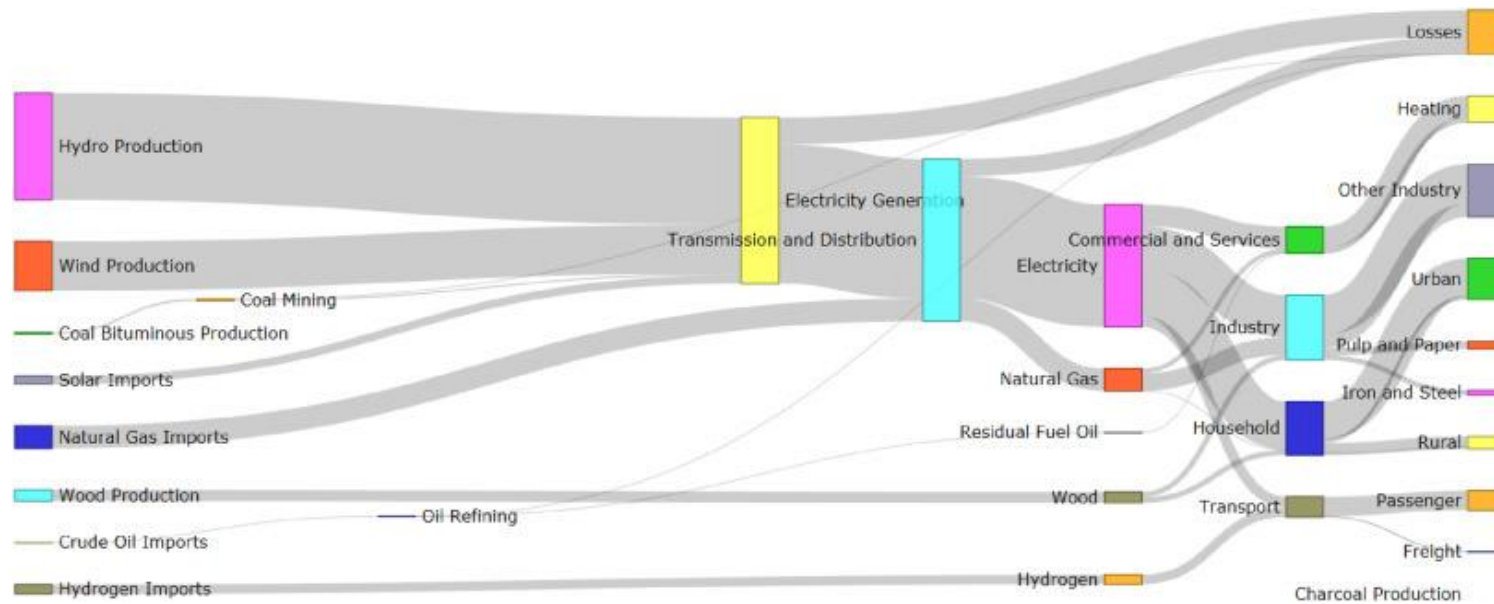 Losses
Heating
Hydro Production
Other Industry
Electricity Generation
Transmission and Distribution
Commercial and Services
Wind Production
Electricity
Urban
Coal Mining
Coal Bituminous Production
Industry
Pulp and Paper
Solar Imports
Natural Gas
Iron and Steel
Natural Gas Imports
Residual Fuel Oil
Household
Rural
Wood Production
Wood
Transport
Passenger
Oil Refining
Crude Oil Imports
Freight
Hydrogen Imports
Hydrogen
Charcoal Production